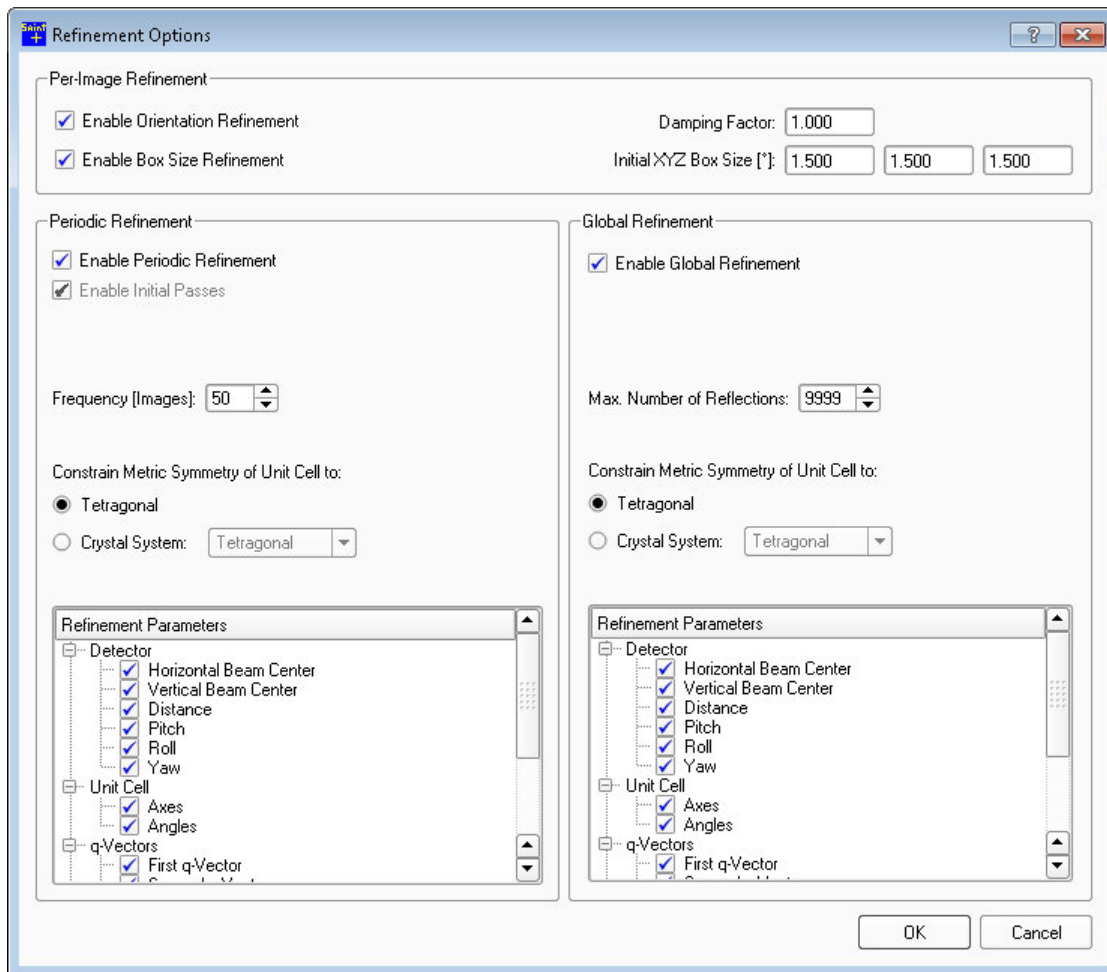 Saint
+
Refinement Options
Per-Image Refinement
Enable Orientation Refinement
Damping Factor: 1.000
Enable Box Size Refinement
Initial XYZ Box Size [°]: 1.500 1.500 1.500
Periodic Refinement
Enable Periodic Refinement
Enable Initial Passes
Frequency [Images]: 50
Constrain Metric Symmetry of Unit Cell to:
Tetragonal
Crystal System: Tetragonal
Refinement Parameters
Detector
Horizontal Beam Center
Vertical Beam Center
Distance
Pitch
Roll
Yaw
Unit Cell
Axes
Angles
q-Vectors
First q-Vector
Global Refinement
Enable Global Refinement
Max. Number of Reflections: 9999
Constrain Metric Symmetry of Unit Cell to:
Tetragonal
Crystal System: Tetragonal
Refinement Parameters
Detector
Horizontal Beam Center
Vertical Beam Center
Distance
Pitch
Roll
Yaw
Unit Cell
Axes
Angles
q-Vectors
First q-Vector
OK
Cancel